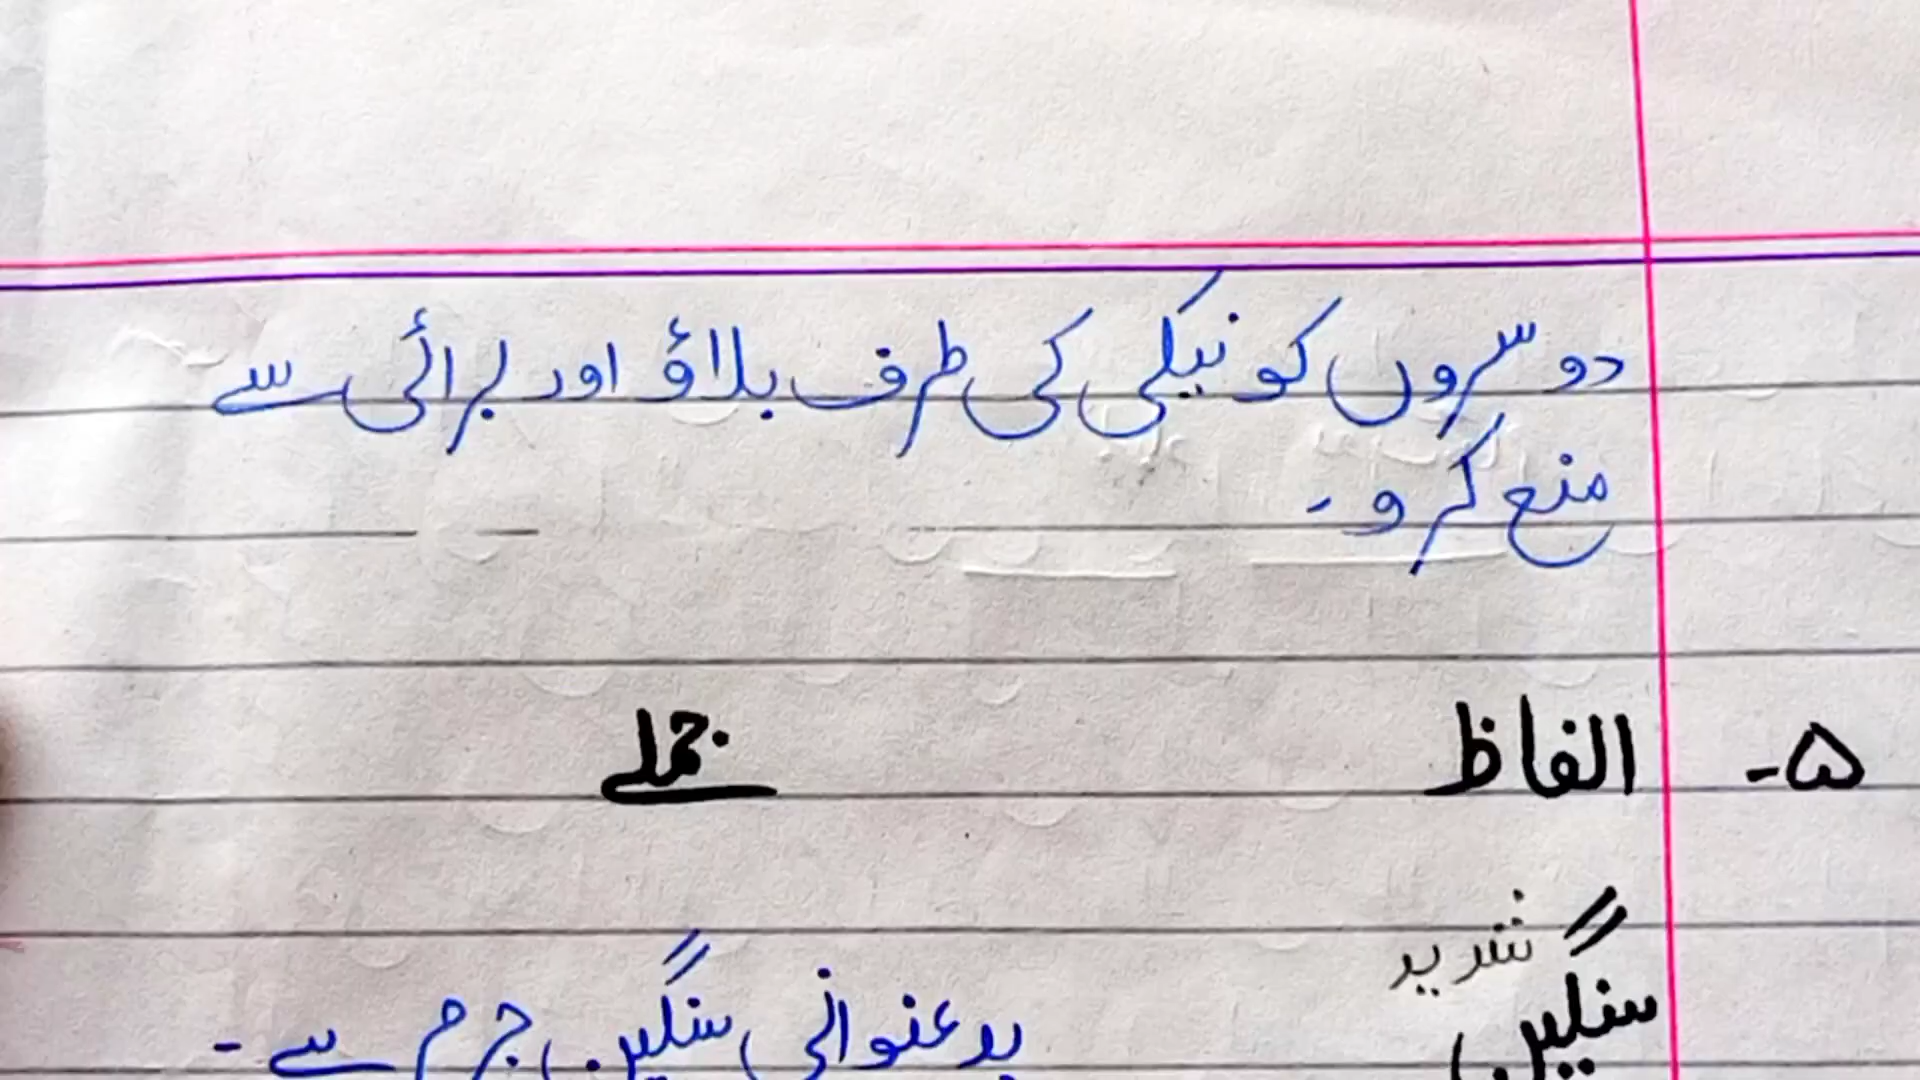 دوسروں کو نیکی کی طرف بلاؤ اور برائی سے
منع کرو۔
۵۔ الفاظ جملے
شدید
سنگین بدعنوانی سنگین جرم ہے۔